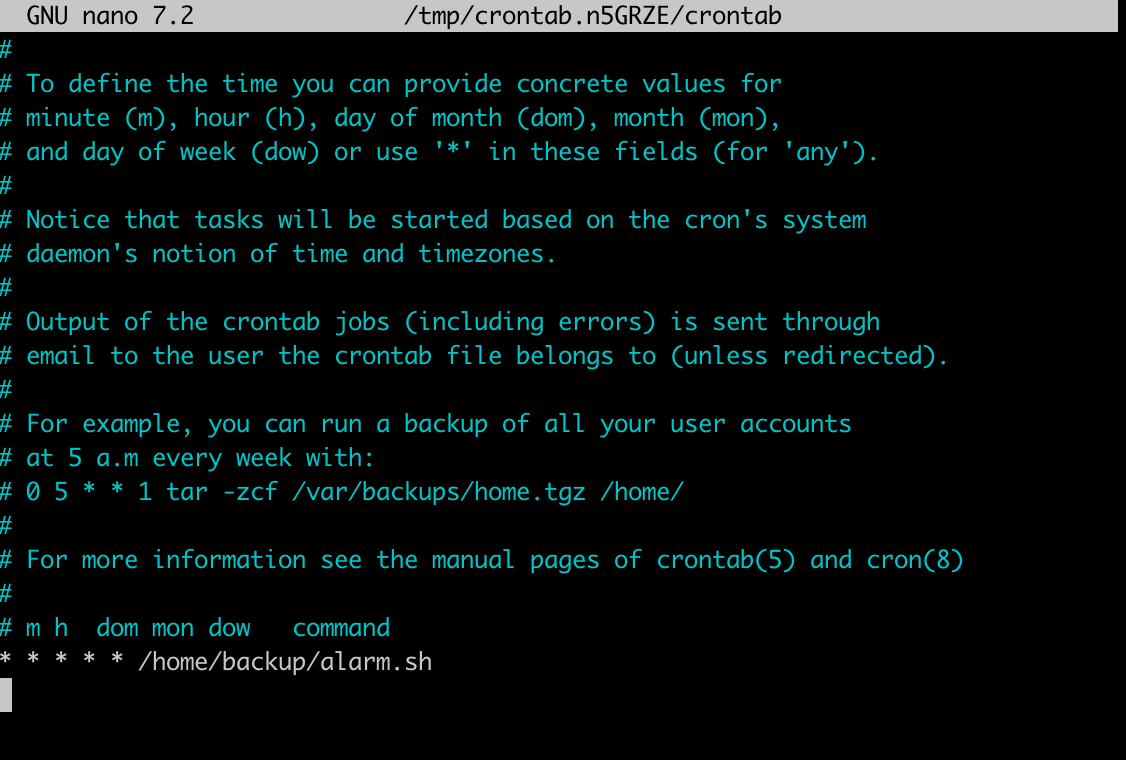 GNU nano 7.2 /tmp/crontab.n5GRZE/crontab
#
# To define the time you can provide concrete values for
# minute (m), hour (h), day of month (dom), month (mon),
# and day of week (dow) or use '*' in these fields (for 'any').
#
# Notice that tasks will be started based on the cron's system
# daemon's notion of time and timezones.
#
# Output of the crontab jobs (including errors) is sent through
# email to the user the crontab file belongs to (unless redirected).
#
# For example, you can run a backup of all your user accounts
# at 5 a.m every week with:
# 0 5 * * 1 tar -zcf /var/backups/home.tgz /home/
#
# For more information see the manual pages of crontab(5) and cron(8)
#
# m h  dom mon dow   command
* * * * * /home/backup/alarm.sh